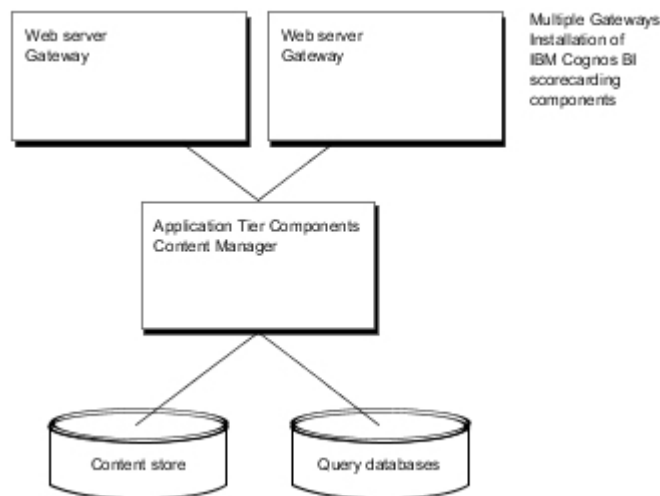 Web server
Gateway
Web server
Gateway
Multiple Gateways
Installation of
IBM Cognos BI
scorecarding
components
Application Tier Components
Content Manager
Content store
Query databases